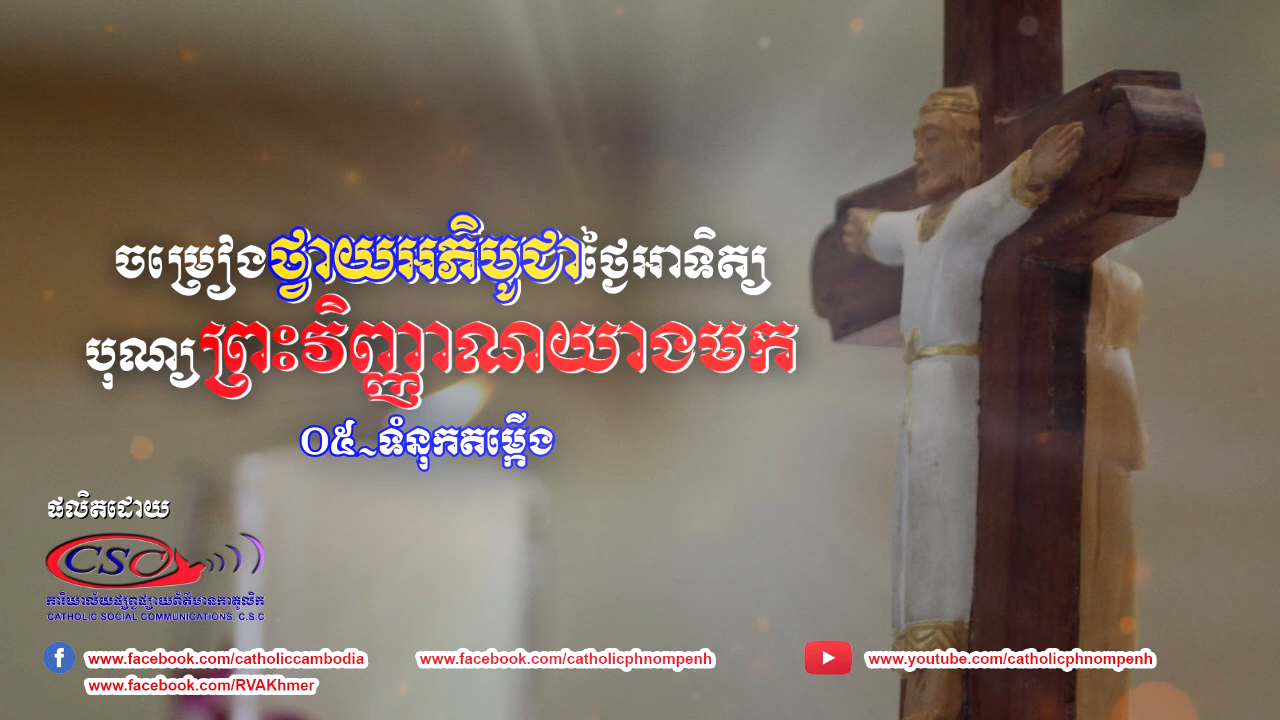 ចម្រៀងថ្វាយអភិបូជាថ្ងៃអាទិត្យ
បុណ្យព្រះវិញ្ញាណយាងមក
០៥~ទំនុកតម្កើង
ផលិតដោយ
CSC
ការិយាល័យផ្សព្វផ្សាយព័ត៌មានកាតូលិក
CATHOLIC SOCIAL COMMUNICATIONS: C.S.C
www.facebook.com/catholiccambodia
www.facebook.com/catholicphnompenh
www.youtube.com/catholicphnompenh
www.facebook.com/RVAKhmer